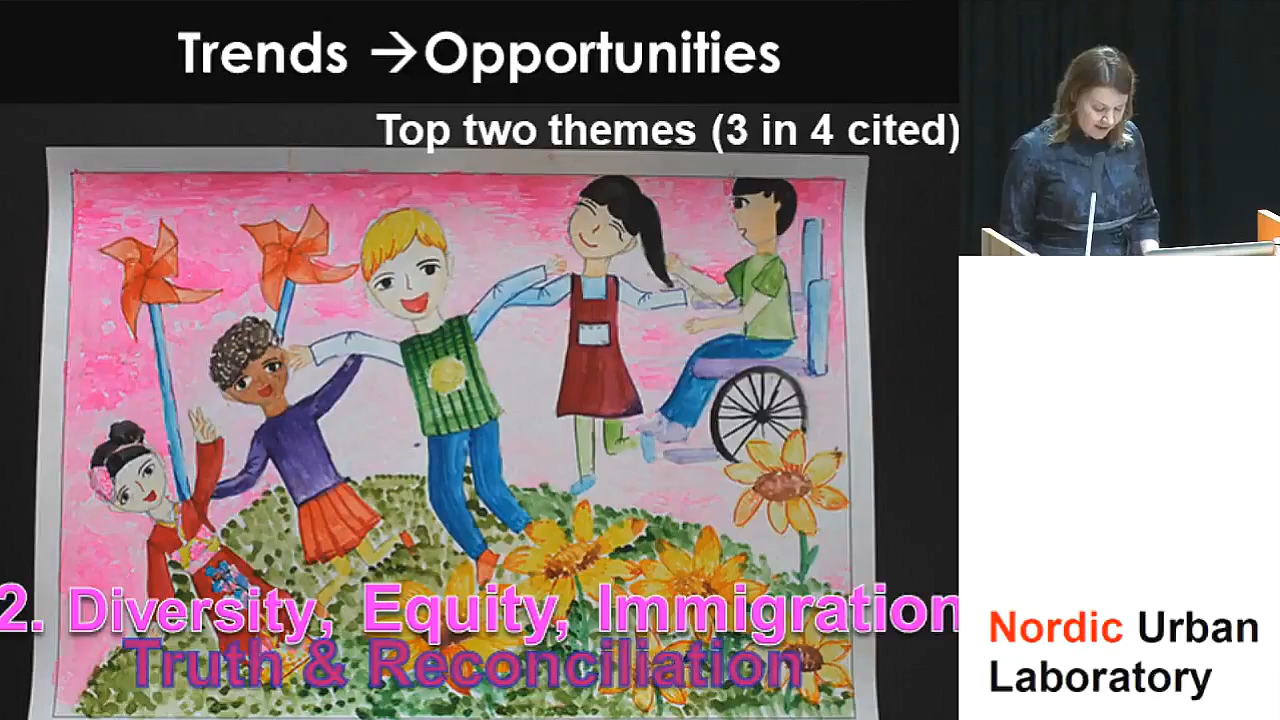 Trends →Opportunities
Top two themes (3 in 4 cited)
2. Diversity, Equity, Immigration
Truth & Reconciliation
Nordic Urban
Laboratory